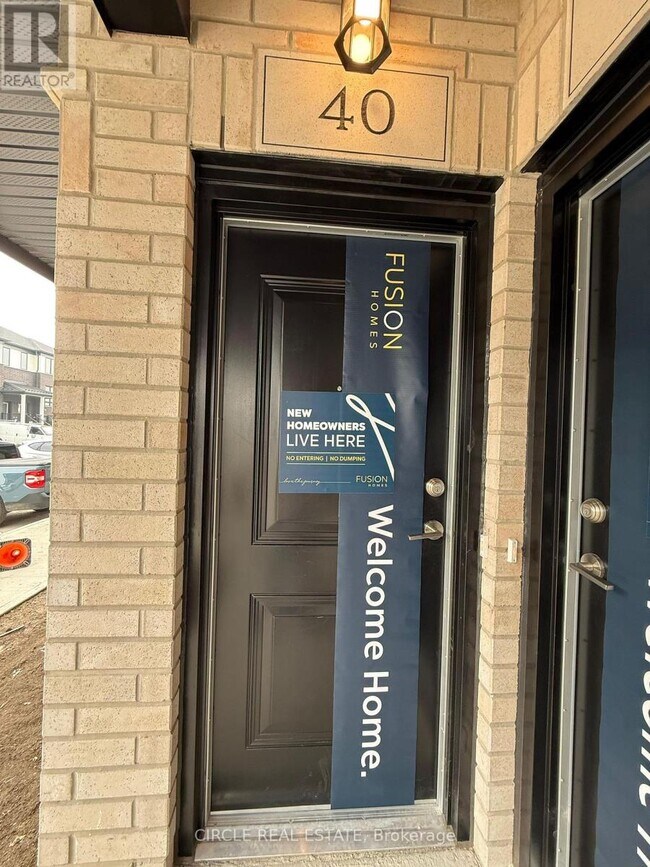 R
REALTOR
40
FUSION
HOMES
NEW
HOMEOWNERS
LIVE HERE
NO ENTERING | NO DUMPING
FUSION
HOMES
Welcome Home.
CIRCLE REAL ESTATE, Brokerage